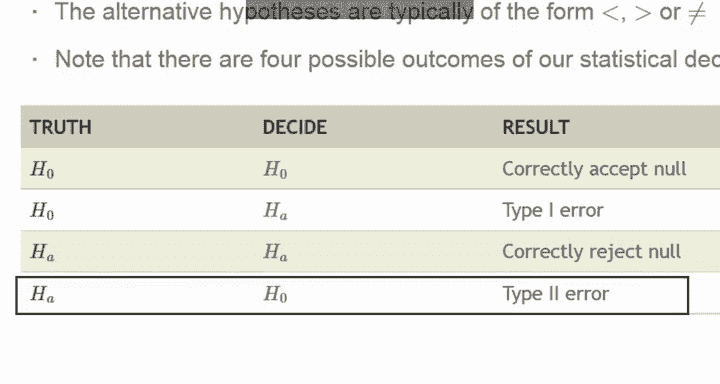 · The alternative hypotheses are typically of the form <, > or ≠
· Note that there are four possible outcomes of our statistical dec
TRUTH DECIDE RESULT
H₀ H₀ Correctly accept null
H₀ Hₐ Type I error
Hₐ Hₐ Correctly reject null
Hₐ H₀ Type II error